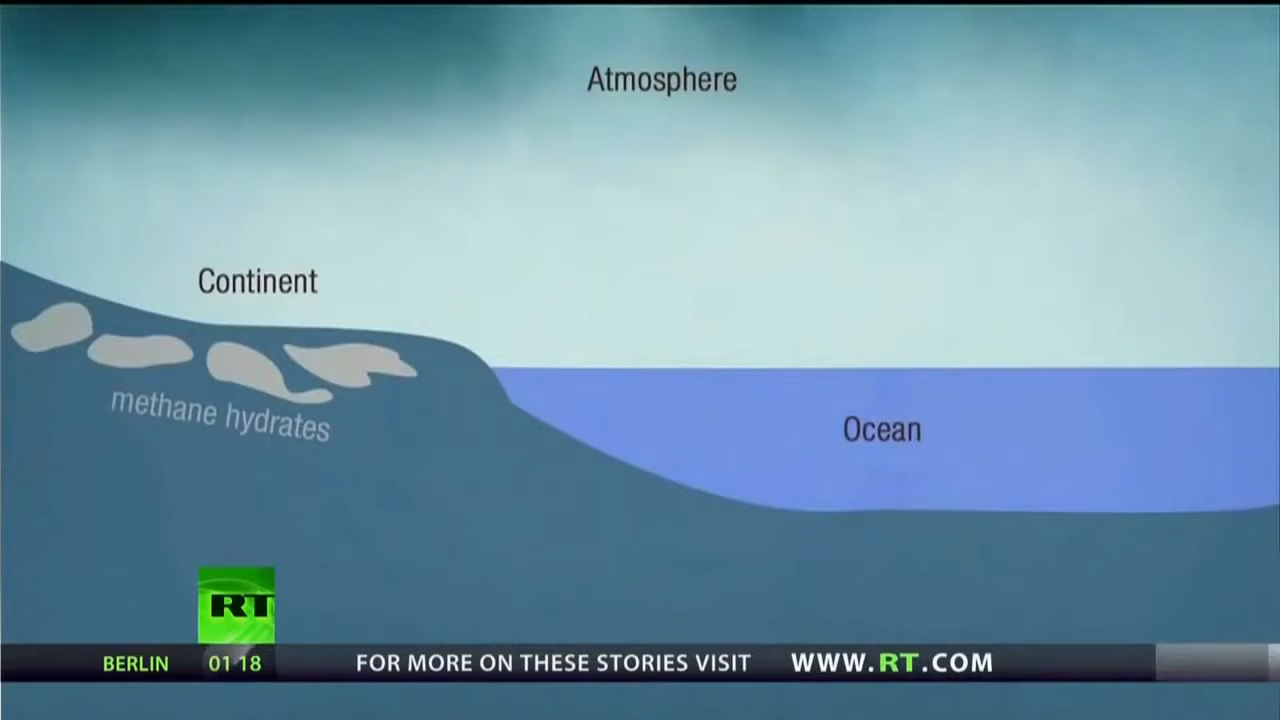 Atmosphere
Continent
methane hydrates
Ocean
RT
BERLIN 01 18 FOR MORE ON THESE STORIES VISIT WWW.RT.COM